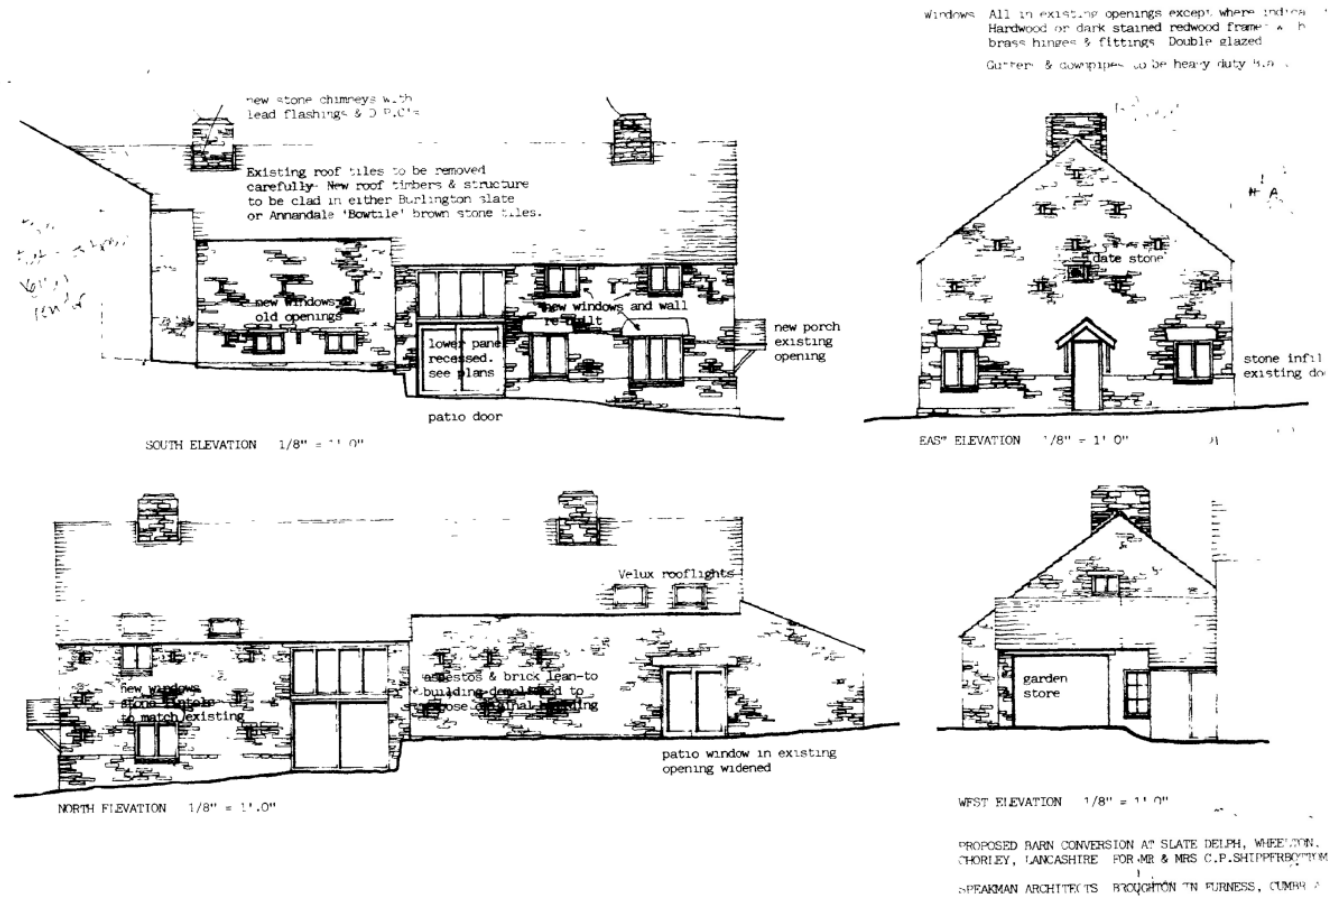 Windows All in existing openings except where
Hardwood or dark stained redwood frame
brass hinges & fittings Double glazed
Gutters & downpipes to be heavy duty
new stone chimneys with
lead flashings & D.P.C's
Existing roof tiles to be removed
carefully. New roof timbers & structure
to be clad in either Burlington slate
or Annandale 'Bowtile' brown stone tiles.
new windows in
old openings
new windows and wall
re-built
lower pane
recessed.
see plans
new porch
existing
opening
patio door
SOUTH ELEVATION 1/8" = 1'.0"
date stone
stone infil
existing
EAST ELEVATION 1/8" = 1'.0"
Velux rooflights
new windows
stone lintels
to match existing
asbestos & brick lean-to
building demolished to
expose original building
patio window in existing
opening widened
NORTH ELEVATION 1/8" = 1'.0"
garden
store
WEST ELEVATION 1/8" = 1'.0"
PROPOSED BARN CONVERSION AT SLATE DELPH, WHEELTON.
CHORLEY, LANCASHIRE FOR MR & MRS C.P.SHIPPERBOTTOM
SPEAKMAN ARCHITECTS BROUGHTON IN FURNESS,